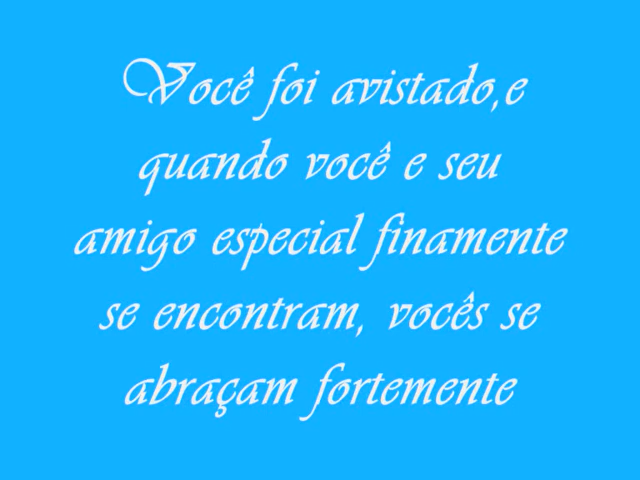 Você foi avistado,e
quando você e seu
amigo especial finamente
se encontram, vocês se
abraçam fortemente